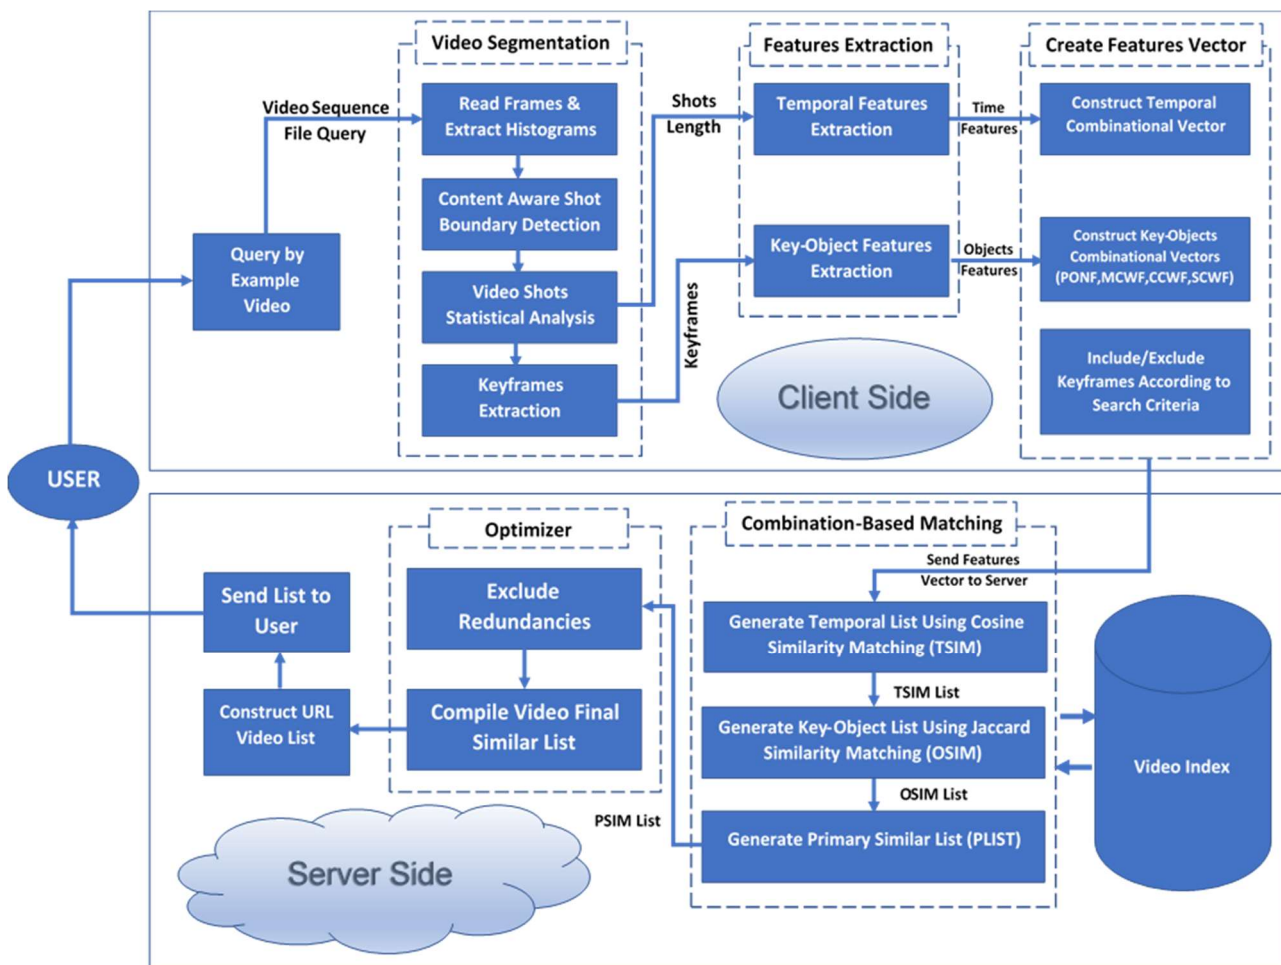 Video Segmentation
Features Extraction
Create Features Vector
Video Sequence
File Query
Read Frames &
Extract Histograms
Shots
Length
Temporal Features
Extraction
Time
Features
Construct Temporal
Combinational Vector
Content Aware Shot
Boundary Detection
Query by
Example
Video
Key-Object Features
Extraction
Objects
Features
Construct Key-Objects
Combinational Vectors
(PONF,MCWF,CCWF,SCWF)
Video Shots
Statistical Analysis
Keyframes
Keyframes
Extraction
Client Side
Include/Exclude
Keyframes According to
Search Criteria
USER
Optimizer
Combination-Based Matching
Send Features
Vector to Server
Send List to
User
Exclude
Redundancies
Generate Temporal List Using Cosine
Similarity Matching (TSIM)
TSIM List
Construct URL
Video List
Compile Video Final
Similar List
Generate Key-Object List Using Jaccard
Similarity Matching (OSIM)
Video Index
OSIM List
PSIM List
Generate Primary Similar List (PLIST)
Server Side